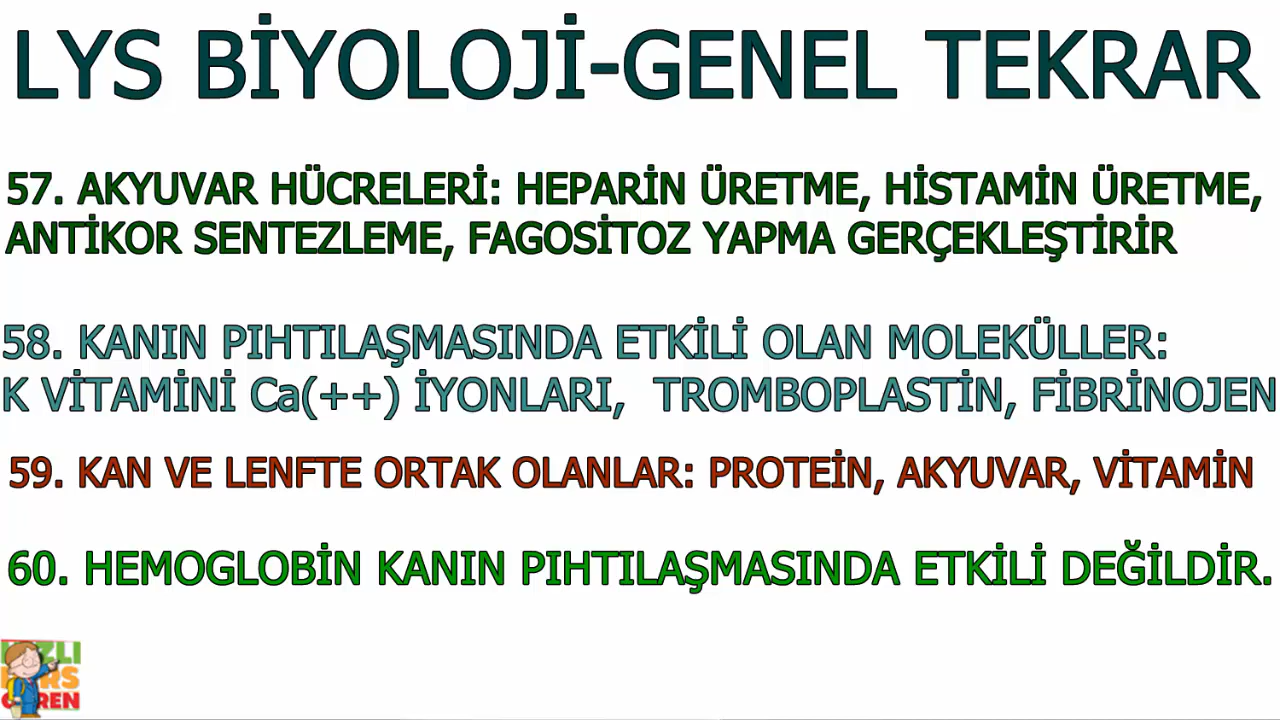 LYS BİYOLOJİ-GENEL TEKRAR
57. AKYUVAR HÜCRELERİ: HEPARİN ÜRETME, HİSTAMİN ÜRETME,
ANTİKOR SENTEZLEME, FAGOSİTOZ YAPMA GERÇEKLEŞTİRİR
58. KANIN PIHTILAŞMASINDA ETKİLİ OLAN MOLEKÜLLER:
K VİTAMİNİ Ca(++) İYONLARI, TROMBOPLASTİN, FİBRİNOJEN
59. KAN VE LENFTE ORTAK OLANLAR: PROTEİN, AKYUVAR, VİTAMİN
60. HEMOGLOBİN KANIN PIHTILAŞMASINDA ETKİLİ DEĞİLDİR.